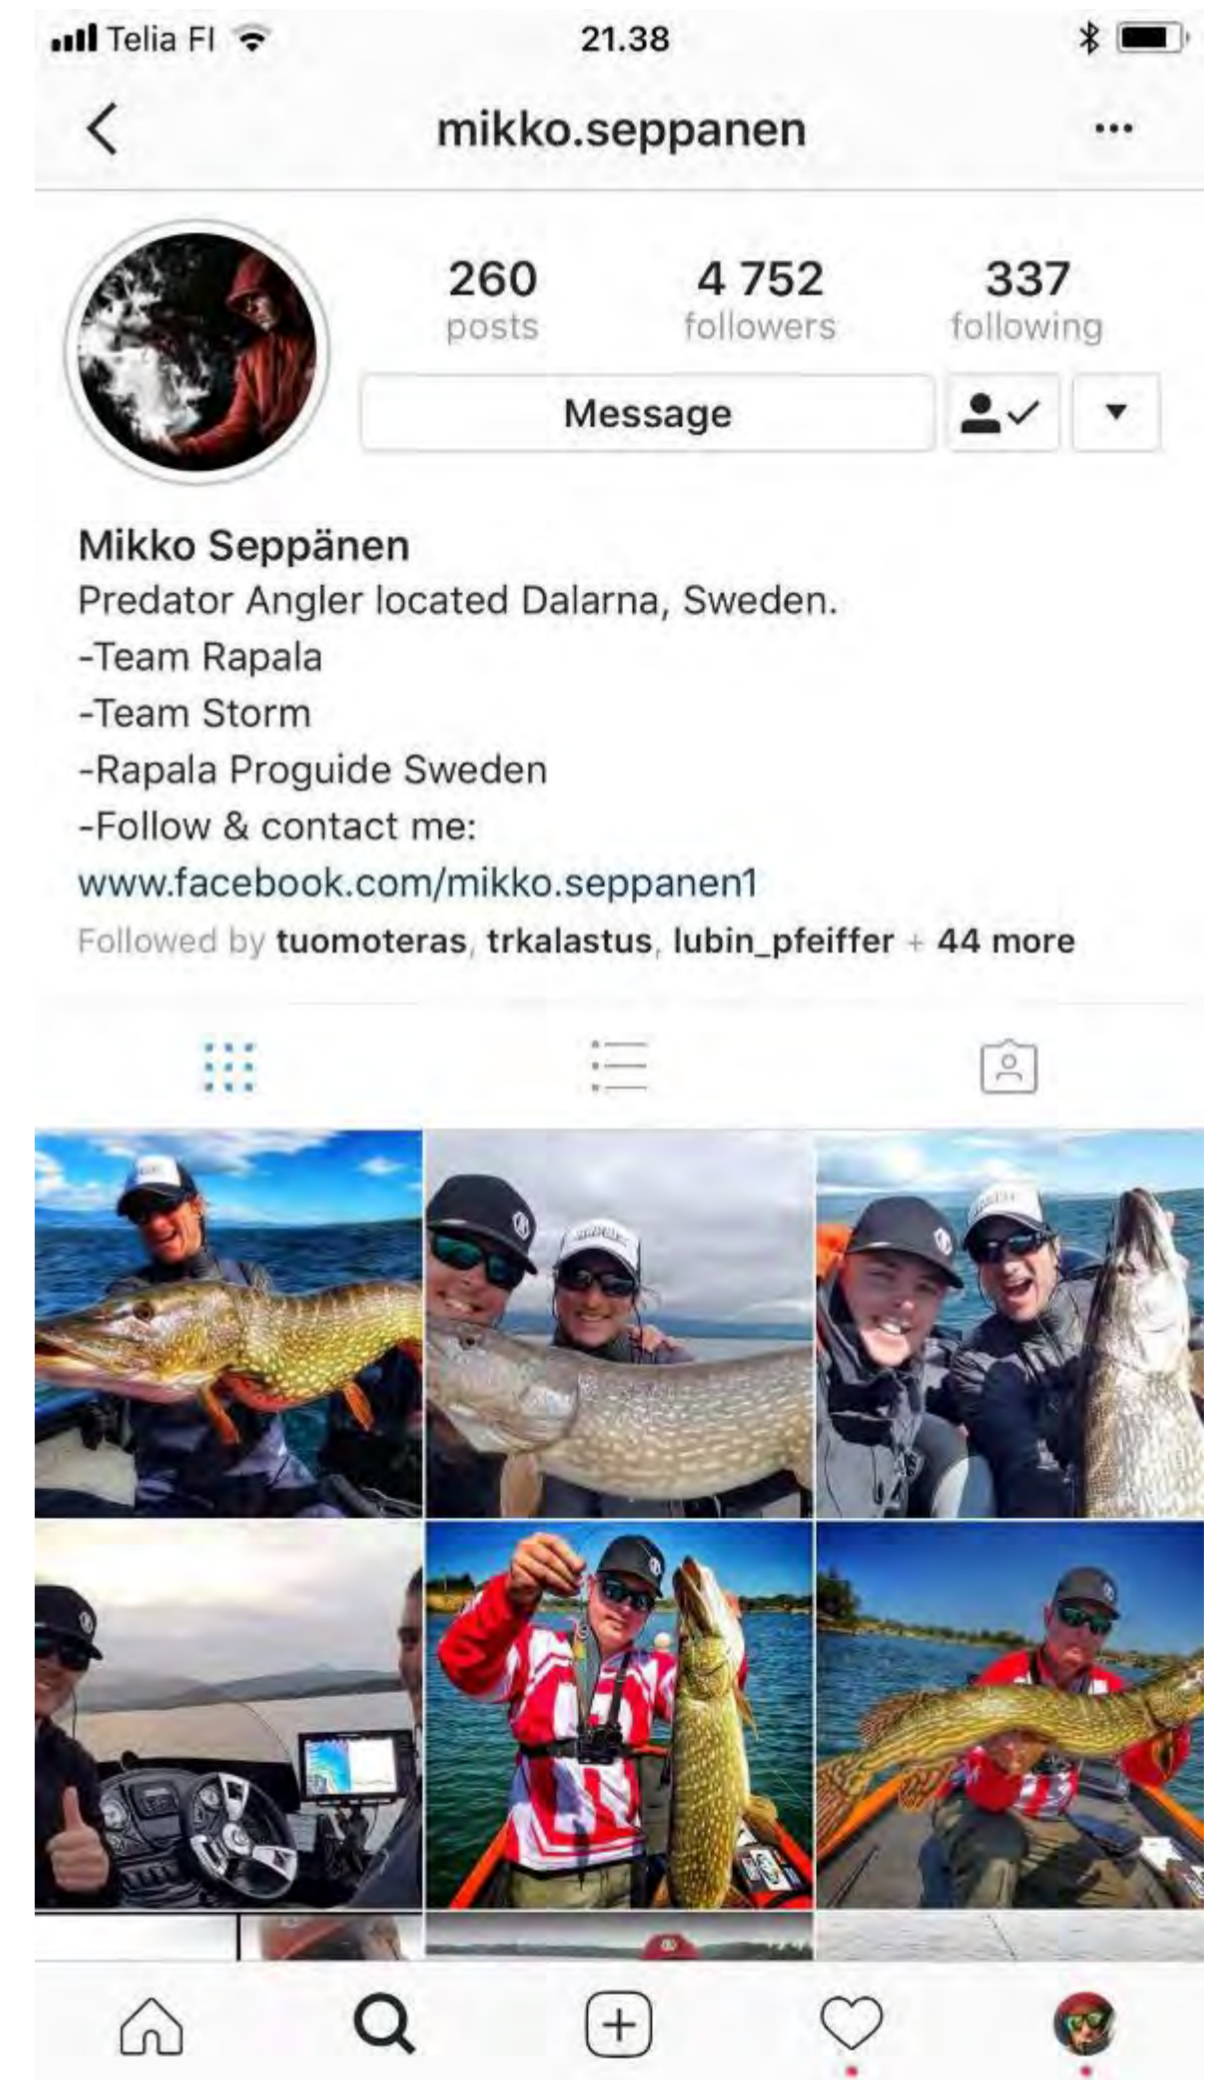 Telia FI 21.38
mikko.seppanen
260 4 752 337
posts followers following
Message
Mikko Seppänen
Predator Angler located Dalarna, Sweden.
-Team Rapala
-Team Storm
-Rapala Proguide Sweden
-Follow & contact me:
www.facebook.com/mikko.seppanen1
Followed by tuomoteras, trkalastus, lubin_pfeiffer + 44 more